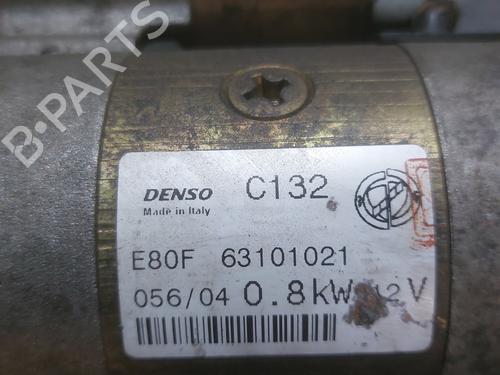 B-PARTS
DENSO C132
Made in Italy
E80F 63101021
056/04 0.8kW 12V